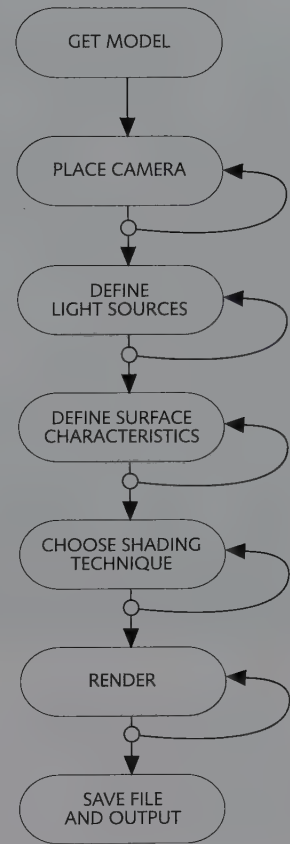 GET MODEL
PLACE CAMERA
DEFINE
LIGHT SOURCES
DEFINE SURFACE
CHARACTERISTICS
CHOOSE SHADING
TECHNIQUE
RENDER
SAVE FILE
AND OUTPUT